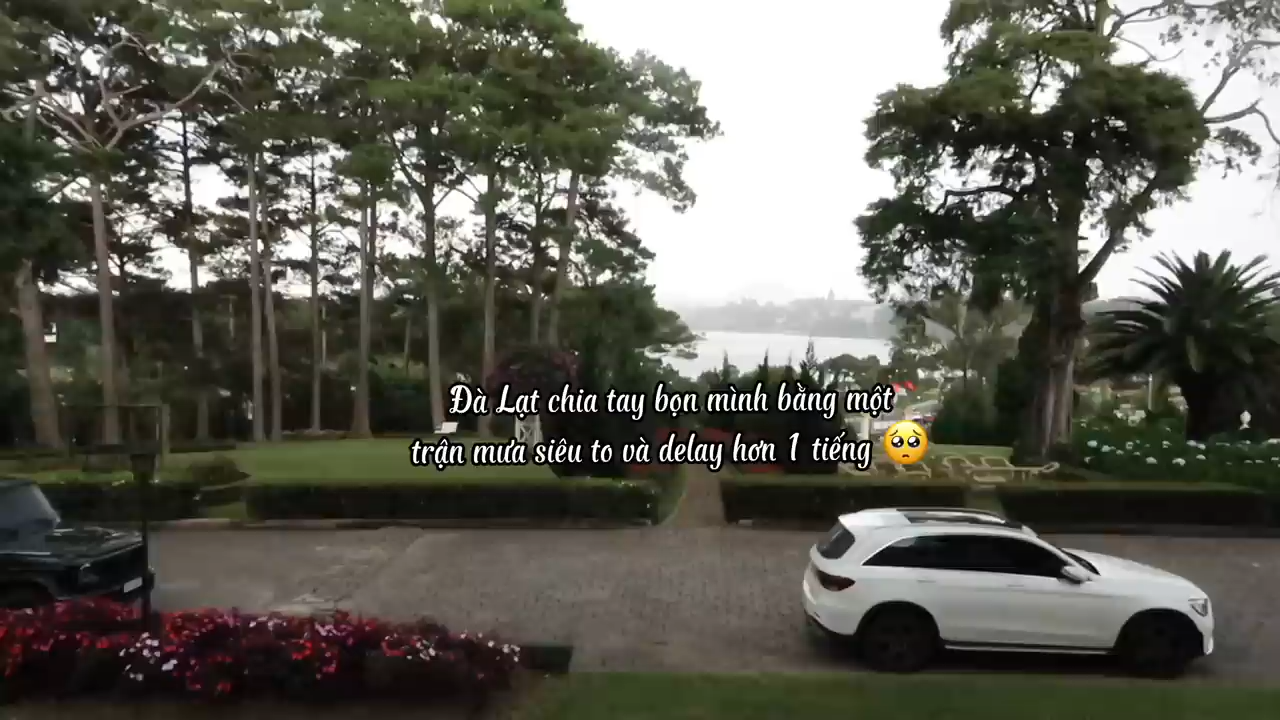 Đà Lạt chia tay bọn mình bằng một
trận mưa siêu to và delay hơn 1 tiếng 🥺